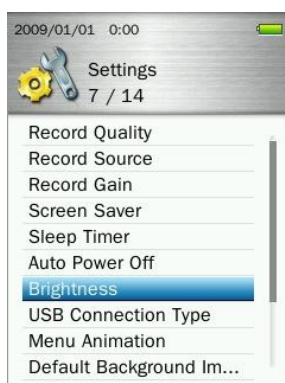 2009/01/01 0:00
Settings
7 / 14
Record Quality
Record Source
Record Gain
Screen Saver
Sleep Timer
Auto Power Off
Brightness
USB Connection Type
Menu Animation
Default Background Im...